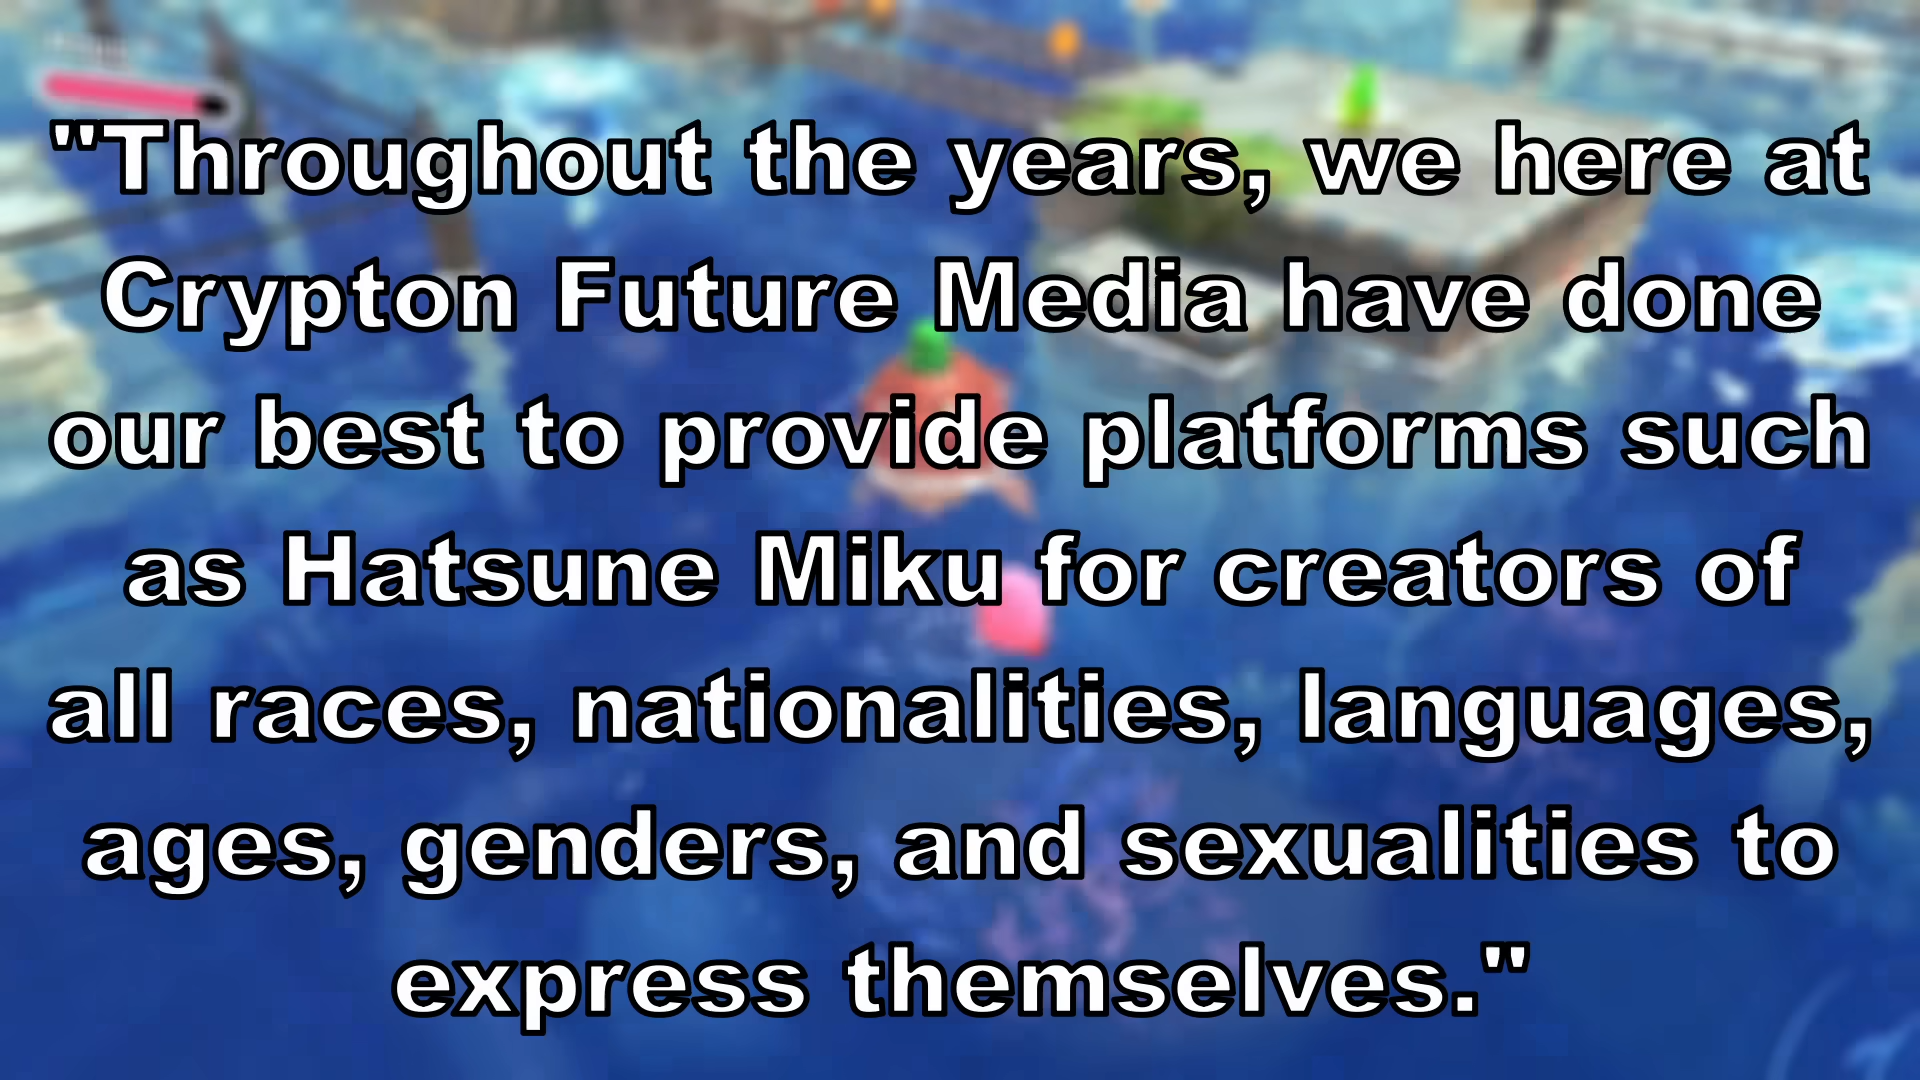 "Throughout the years, we here at
Crypton Future Media have done
our best to provide platforms such
as Hatsune Miku for creators of
all races, nationalities, languages,
ages, genders, and sexualities to
express themselves."